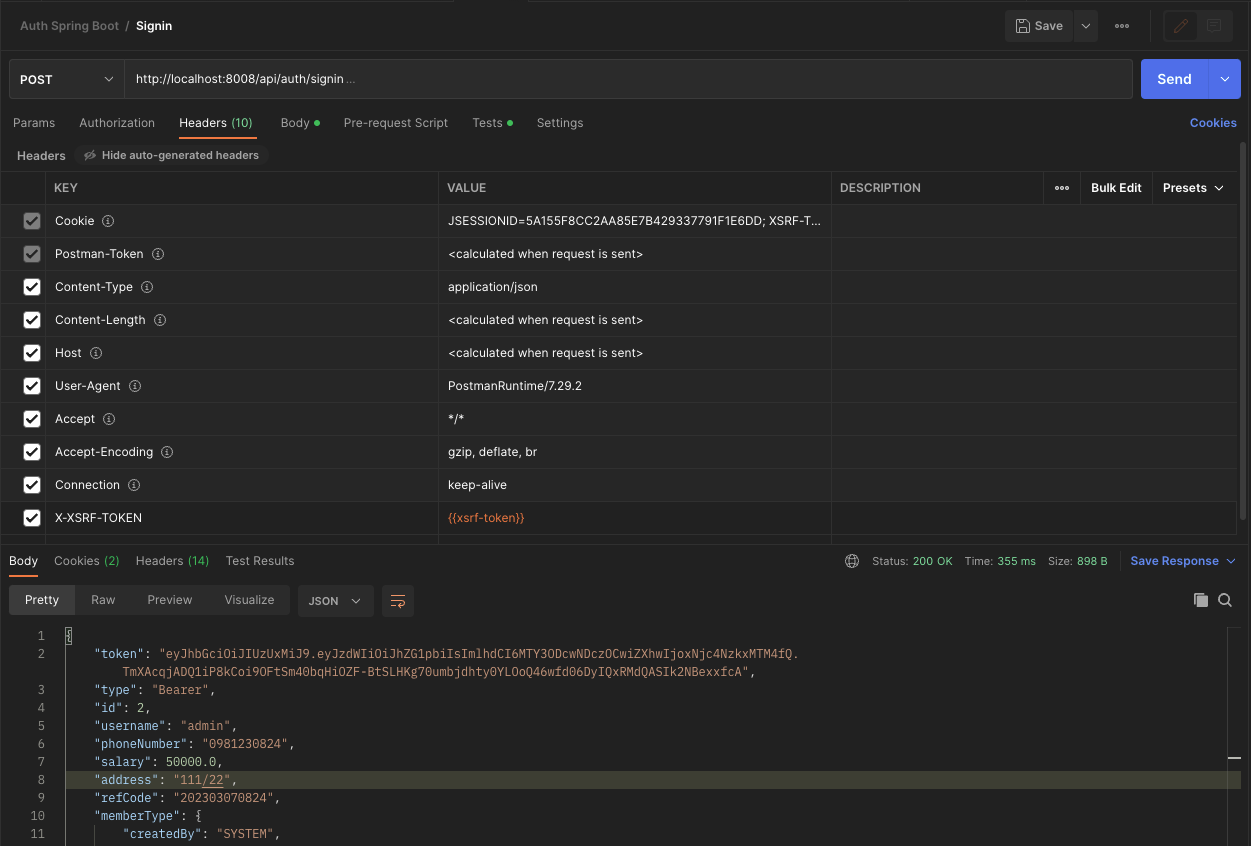 Auth Spring Boot / Signin
Save
POST
http://localhost:8008/api/auth/signin ...
Send
Params Authorization Headers (10) Body Pre-request Script Tests Settings Cookies
Headers Hide auto-generated headers
KEY VALUE DESCRIPTION Bulk Edit Presets
Cookie JSESSIONID=5A155F8CC2AA85E7B429337791F1E6DD; XSRF-T...
Postman-Token <calculated when request is sent>
Content-Type application/json
Content-Length <calculated when request is sent>
Host <calculated when request is sent>
User-Agent PostmanRuntime/7.29.2
Accept */*
Accept-Encoding gzip, deflate, br
Connection keep-alive
X-XSRF-TOKEN {{xsrf-token}}
Body Cookies (2) Headers (14) Test Results Status: 200 OK Time: 355 ms Size: 898 B Save Response
Pretty Raw Preview Visualize JSON
1 {
2 "token": "eyJhbGciOiJIUzUxMiJ9.eyJzdWIiOiJhZG1pbiIsImlhdCI6MTY3ODcwNDczOCwiZXhwIjoxNjc4NzkxMTM4fQ.
TmXAcqjADQ1iP8kCoi9OFtSm40bqHiOZF-BtSLHKg70umbjdhty0YLOoQ46wfd06DyIQxRMdQASIk2NBexxfcA",
3 "type": "Bearer",
4 "id": 2,
5 "username": "admin",
6 "phoneNumber": "0981230824",
7 "salary": 50000.0,
8 "address": "111/22",
9 "refCode": "202303070824",
10 "memberType": {
11 "createdBy": "SYSTEM",